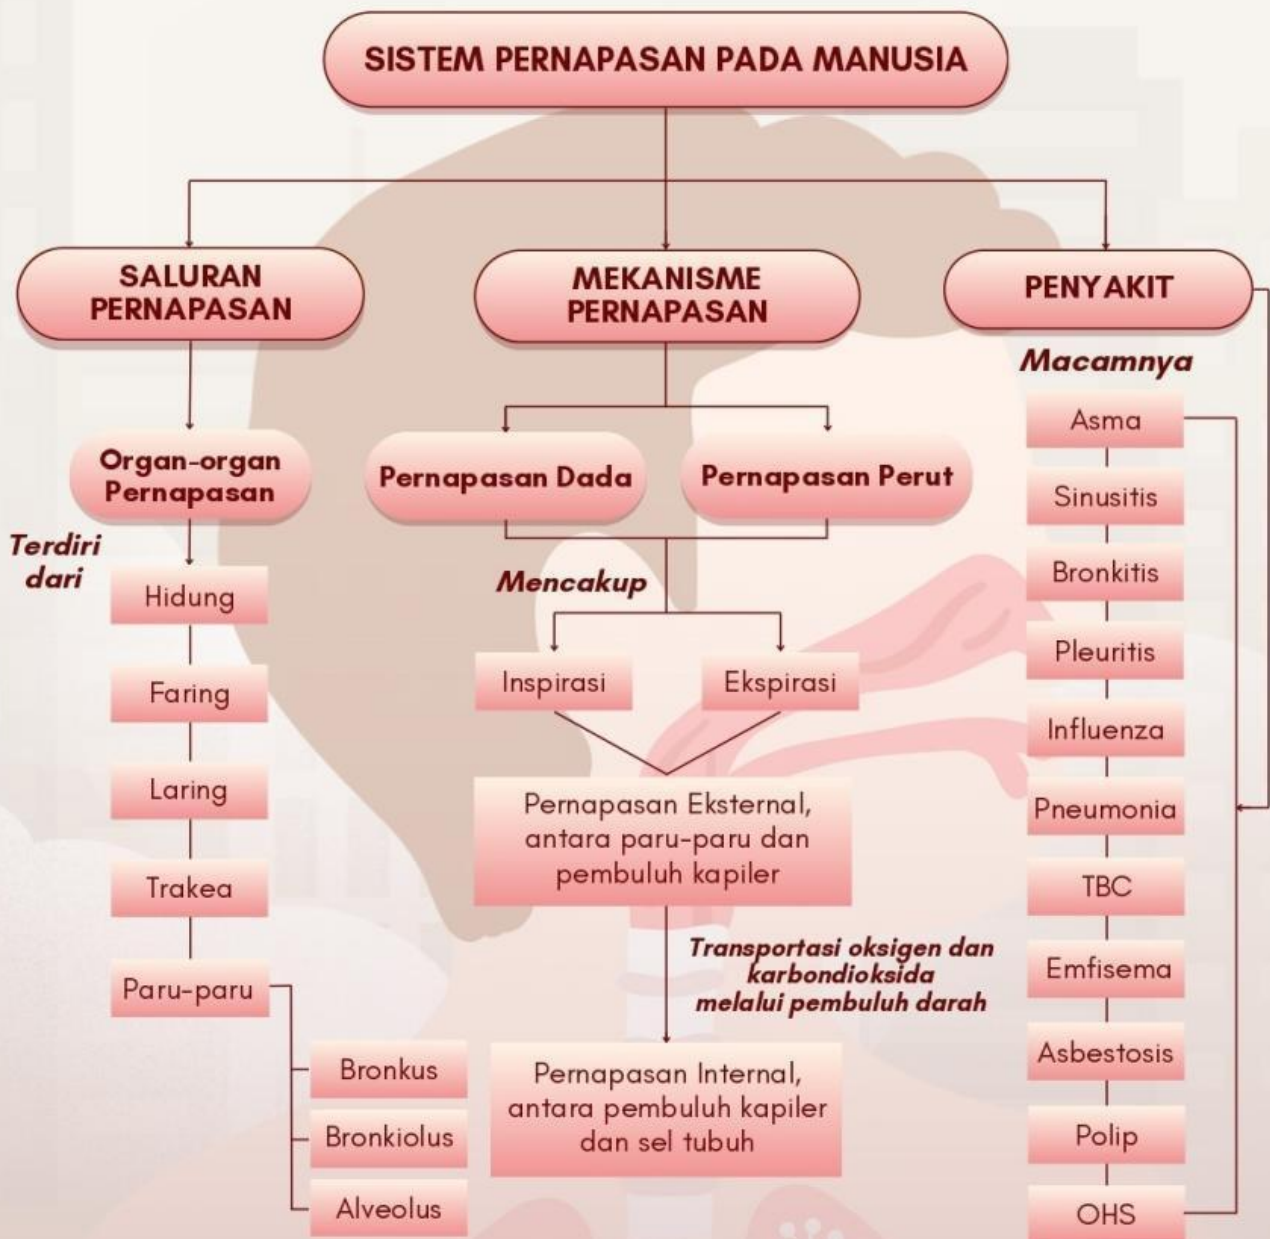 SISTEM PERNAPASAN PADA MANUSIA
SALURAN
PERNAPASAN
Organ-organ
Pernapasan
Terdiri
dari
Hidung
Faring
Laring
Trakea
Paru-paru
Bronkus
Bronkiolus
Alveolus
MEKANISME
PERNAPASAN
Pernapasan Dada
Pernapasan Perut
Mencakup
Inspirasi
Ekspirasi
Pernapasan Eksternal,
antara paru-paru dan
pembuluh kapiler
Transportasi oksigen dan
karbondioksida
melalui pembuluh darah
Pernapasan Internal,
antara pembuluh kapiler
dan sel tubuh
PENYAKIT
Macamnya
Asma
Sinusitis
Bronkitis
Pleuritis
Influenza
Pneumonia
TBC
Emfisema
Asbestosis
Polip
OHS